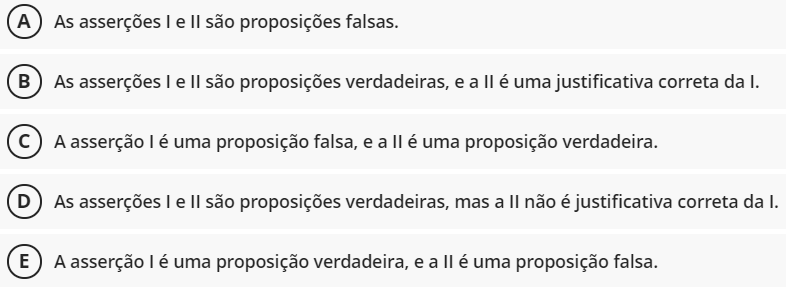 A As asserções I e II são proposições falsas.
B As asserções I e II são proposições verdadeiras, e a II é uma justificativa correta da I.
C A asserção I é uma proposição falsa, e a II é uma proposição verdadeira.
D As asserções I e II são proposições verdadeiras, mas a II não é justificativa correta da I.
E A asserção I é uma proposição verdadeira, e a II é uma proposição falsa.